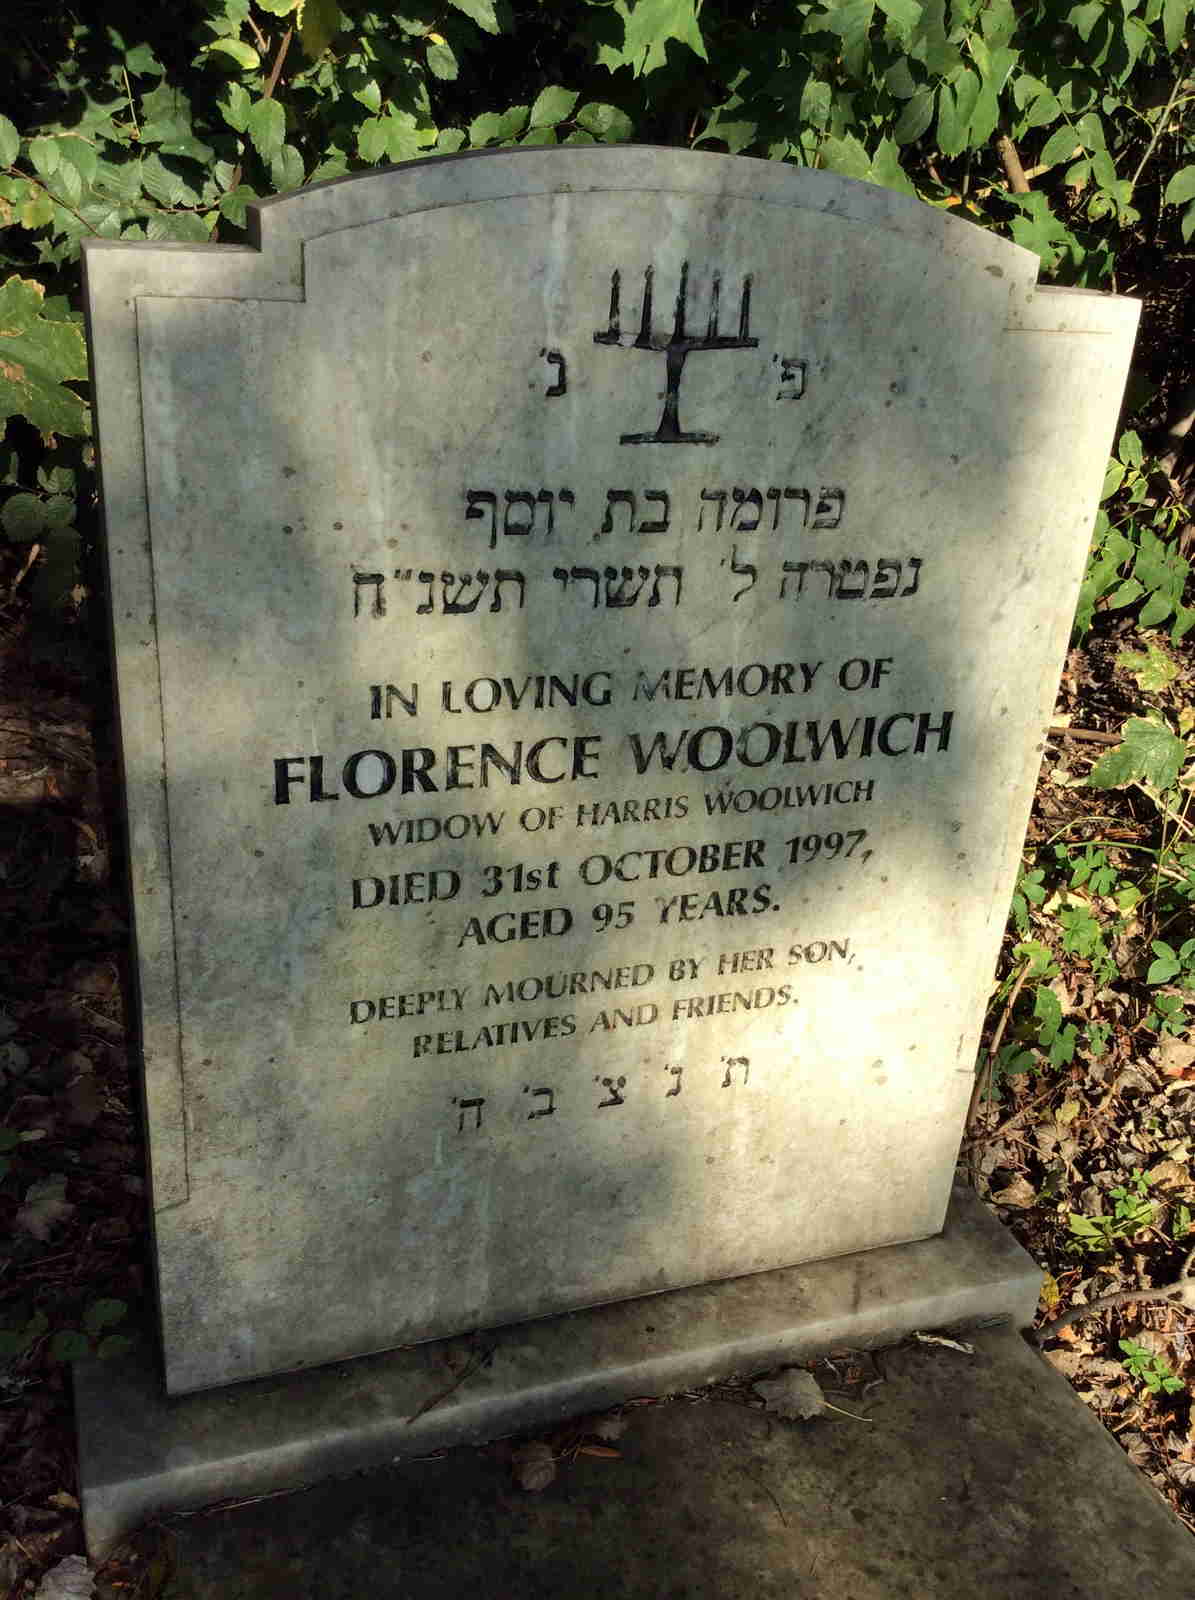 פ' נ'
פרומה בת יוסף
נפטרה ל' תשרי תשנ״ח
IN LOVING MEMORY OF
FLORENCE WOOLWICH
WIDOW OF HARRIS WOOLWICH
DIED 31st OCTOBER 1997,
AGED 95 YEARS.
DEEPLY MOURNED BY HER SON,
RELATIVES AND FRIENDS.
ת' נ' צ' ב' ה'